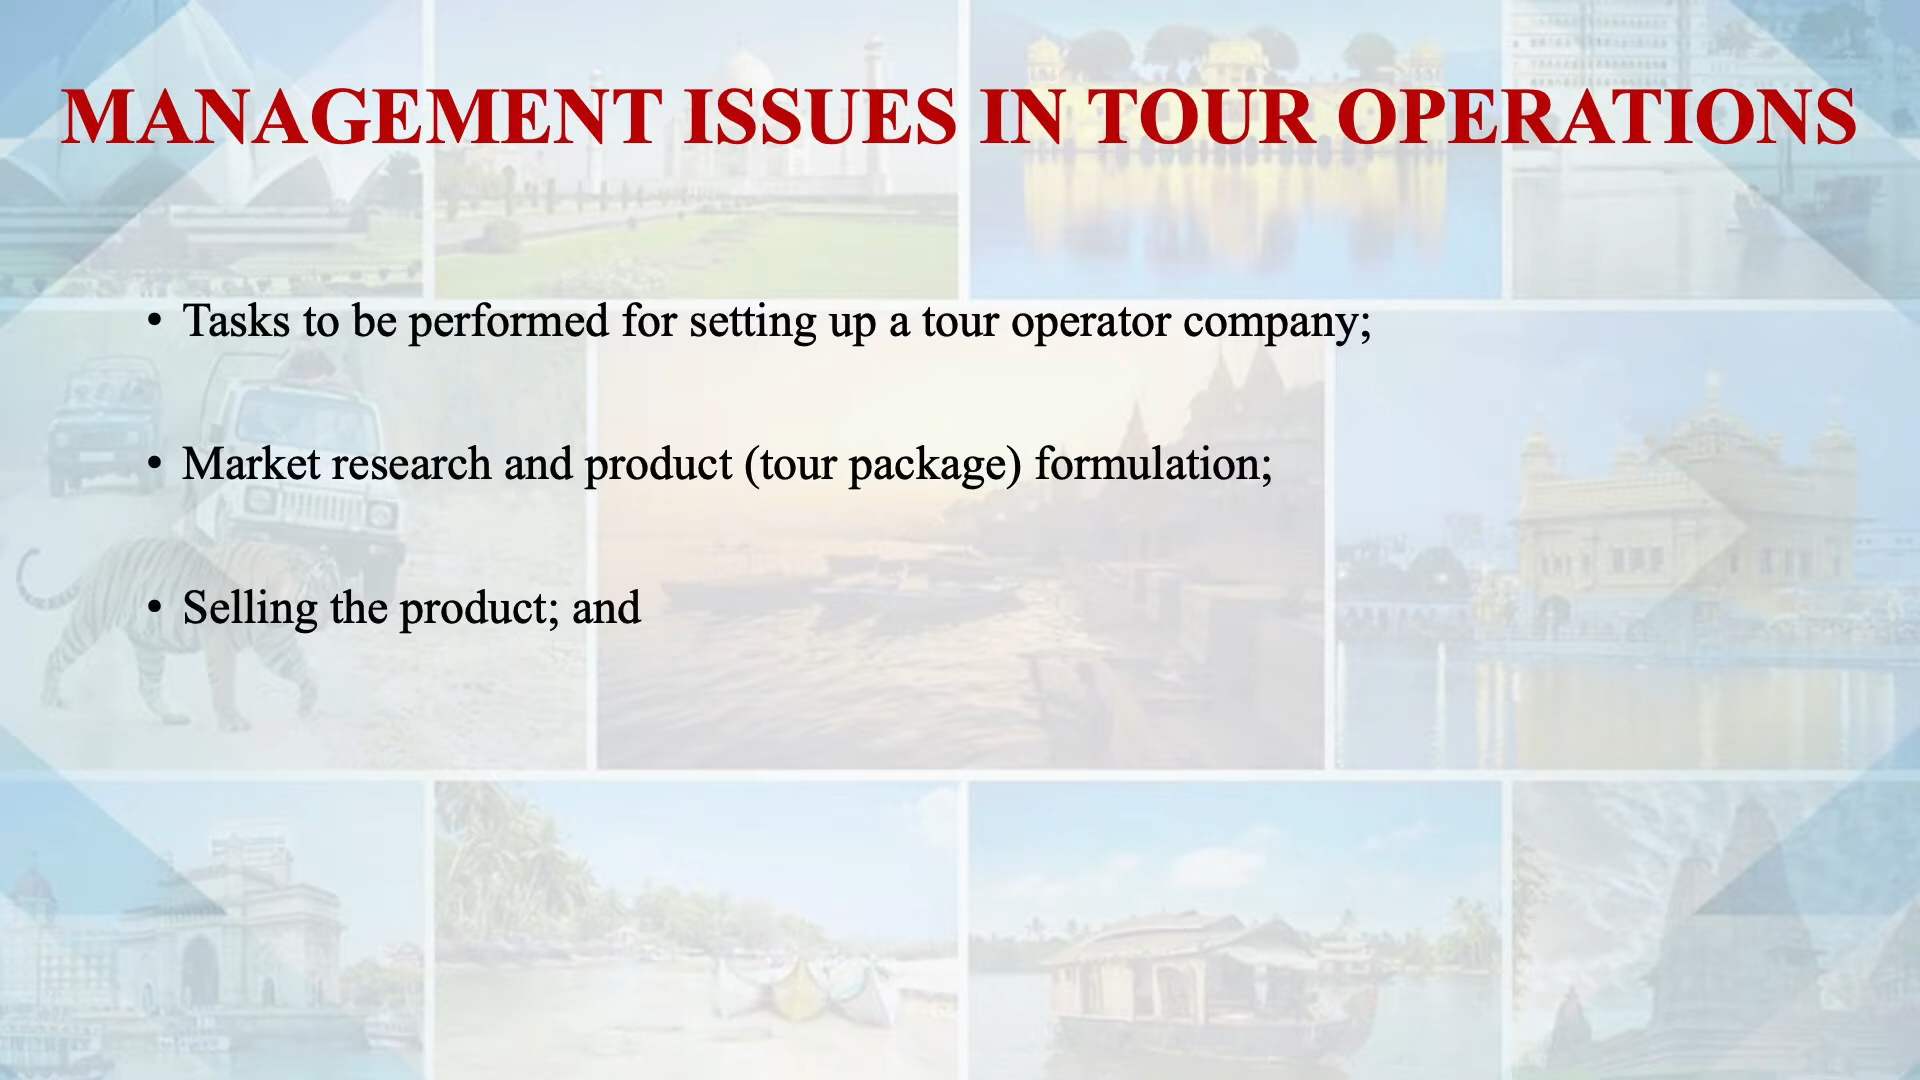 MANAGEMENT ISSUES IN TOUR OPERATIONS
• Tasks to be performed for setting up a tour operator company;
• Market research and product (tour package) formulation;
• Selling the product; and